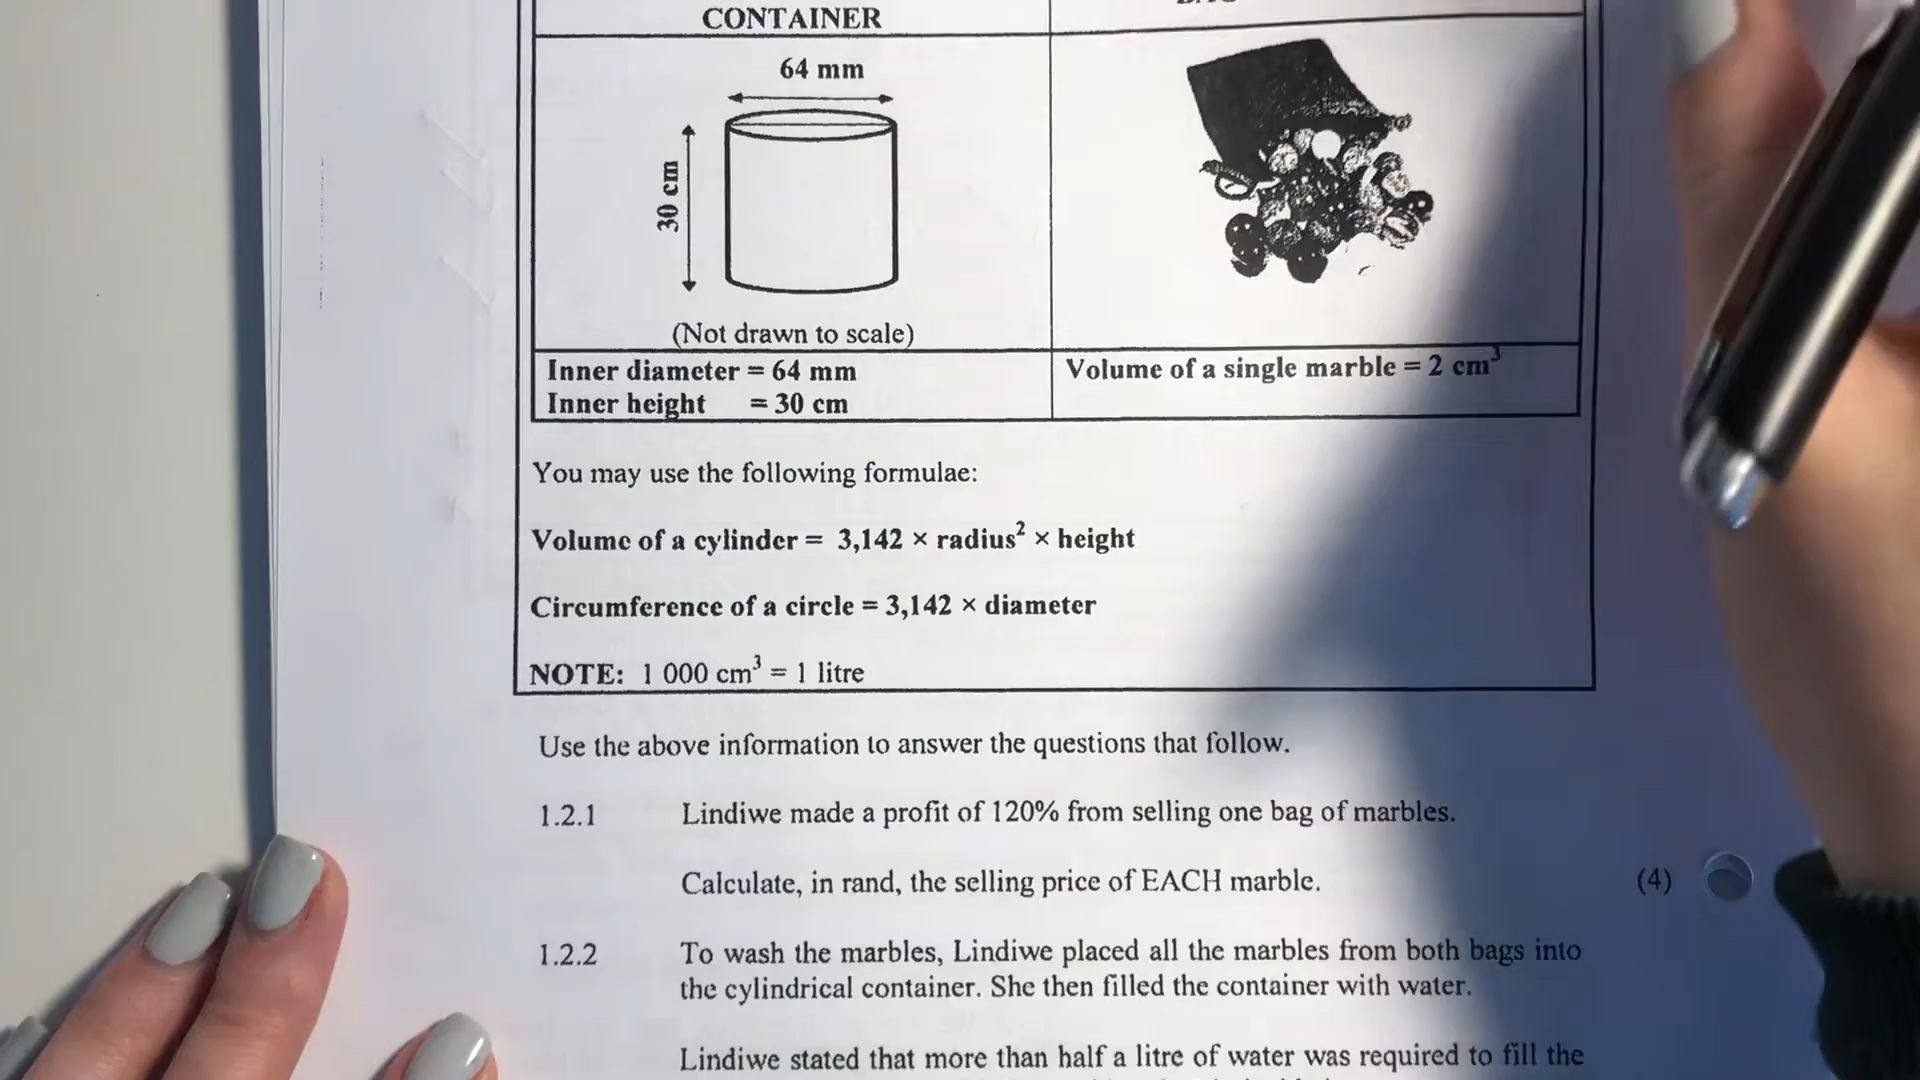 CONTAINER
64 mm
30 cm
(Not drawn to scale)
Inner diameter = 64 mm
Inner height = 30 cm
Volume of a single marble = 2 cm³
You may use the following formulae:
Volume of a cylinder = 3,142 × radius² × height
Circumference of a circle = 3,142 × diameter
NOTE: 1 000 cm³ = 1 litre
Use the above information to answer the questions that follow.
1.2.1 Lindiwe made a profit of 120% from selling one bag of marbles.
Calculate, in rand, the selling price of EACH marble. (4)
1.2.2 To wash the marbles, Lindiwe placed all the marbles from both bags into
the cylindrical container. She then filled the container with water.
Lindiwe stated that more than half a litre of water was required to fill the